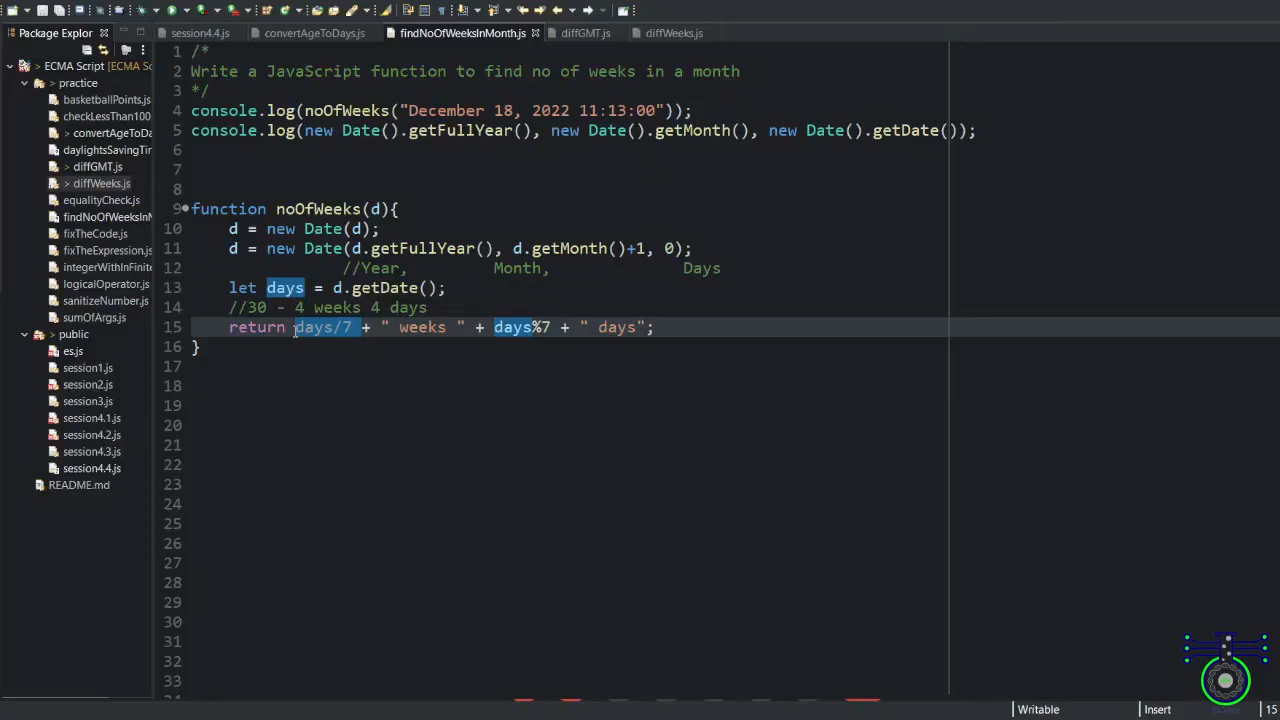 Package Explor
session4.4.js
convertAgeToDays.js
findNoOfWeeksInMonth.js
diffGMT.js
diffWeeks.js
ECMA Script [ECMA Sc
> practice
basketballPoints.js
checkLessThan100
> convertAgeToDa
daylightsSavingTin
> diffGMT.js
> diffWeeks.js
equalityCheck.js
findNoOfWeeksInM
fixTheCode.js
fixTheExpression.js
integerWithInFinite
logicalOperator.js
sanitizeNumber.js
sumOfArgs.js
> public
es.js
session1.js
session2.js
session3.js
session4.1.js
session4.2.js
session4.3.js
session4.4.js
README.md
1 /*
2 Write a JavaScript function to find no of weeks in a month
3 */
4 console.log(noOfWeeks("December 18, 2022 11:13:00"));
5 console.log(new Date().getFullYear(), new Date().getMonth(), new Date().getDate());
6
7
8
9 function noOfWeeks(d){
10 d = new Date(d);
11 d = new Date(d.getFullYear(), d.getMonth()+1, 0);
12 //Year, Month, Days
13 let days = d.getDate();
14 //30 - 4 weeks 4 days
15 return days/7 + " weeks " + days%7 + " days";
16 }
17
18
19
20
21
22
23
24
25
26
27
28
29
30
31
32
33
Writable
Insert
15